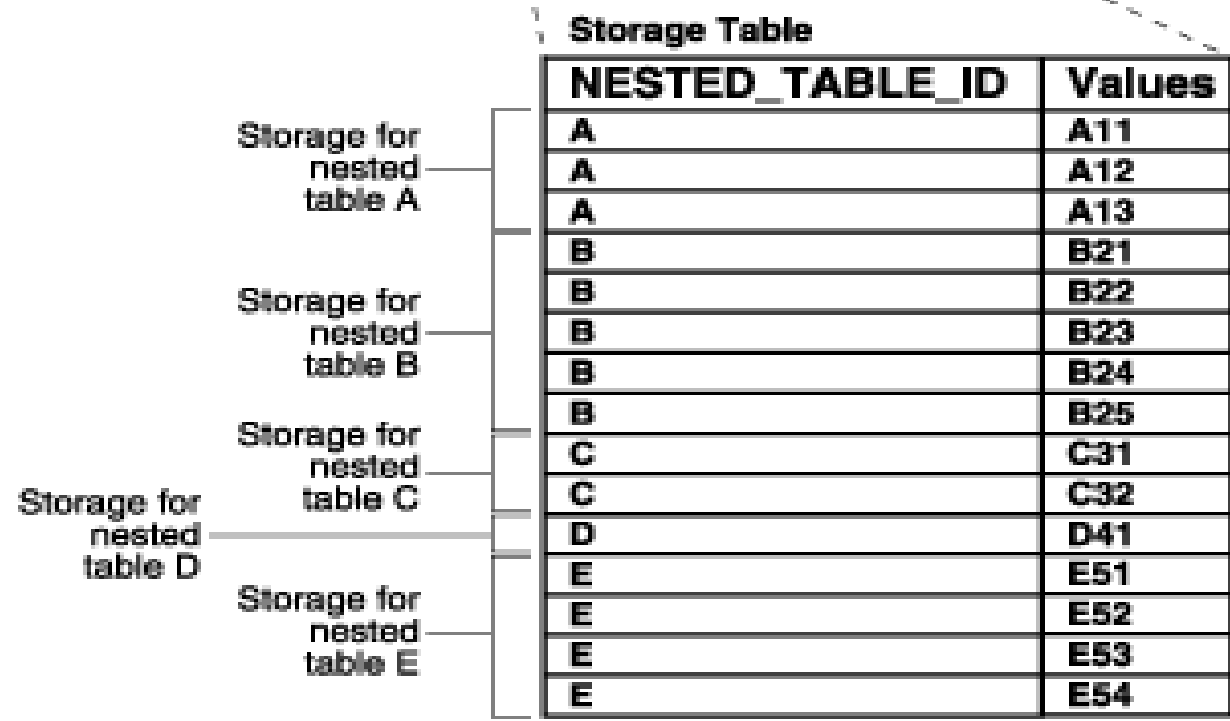 Storage Table
NESTED_TABLE_ID Values
A A11
A A12
A A13
B B21
B B22
B B23
B B24
B B25
C C31
C C32
D D41
E E51
E E52
E E53
E E54
Storage for
nested
table A
Storage for
nested
table B
Storage for
nested
table C
Storage for
nested
table D
Storage for
nested
table E